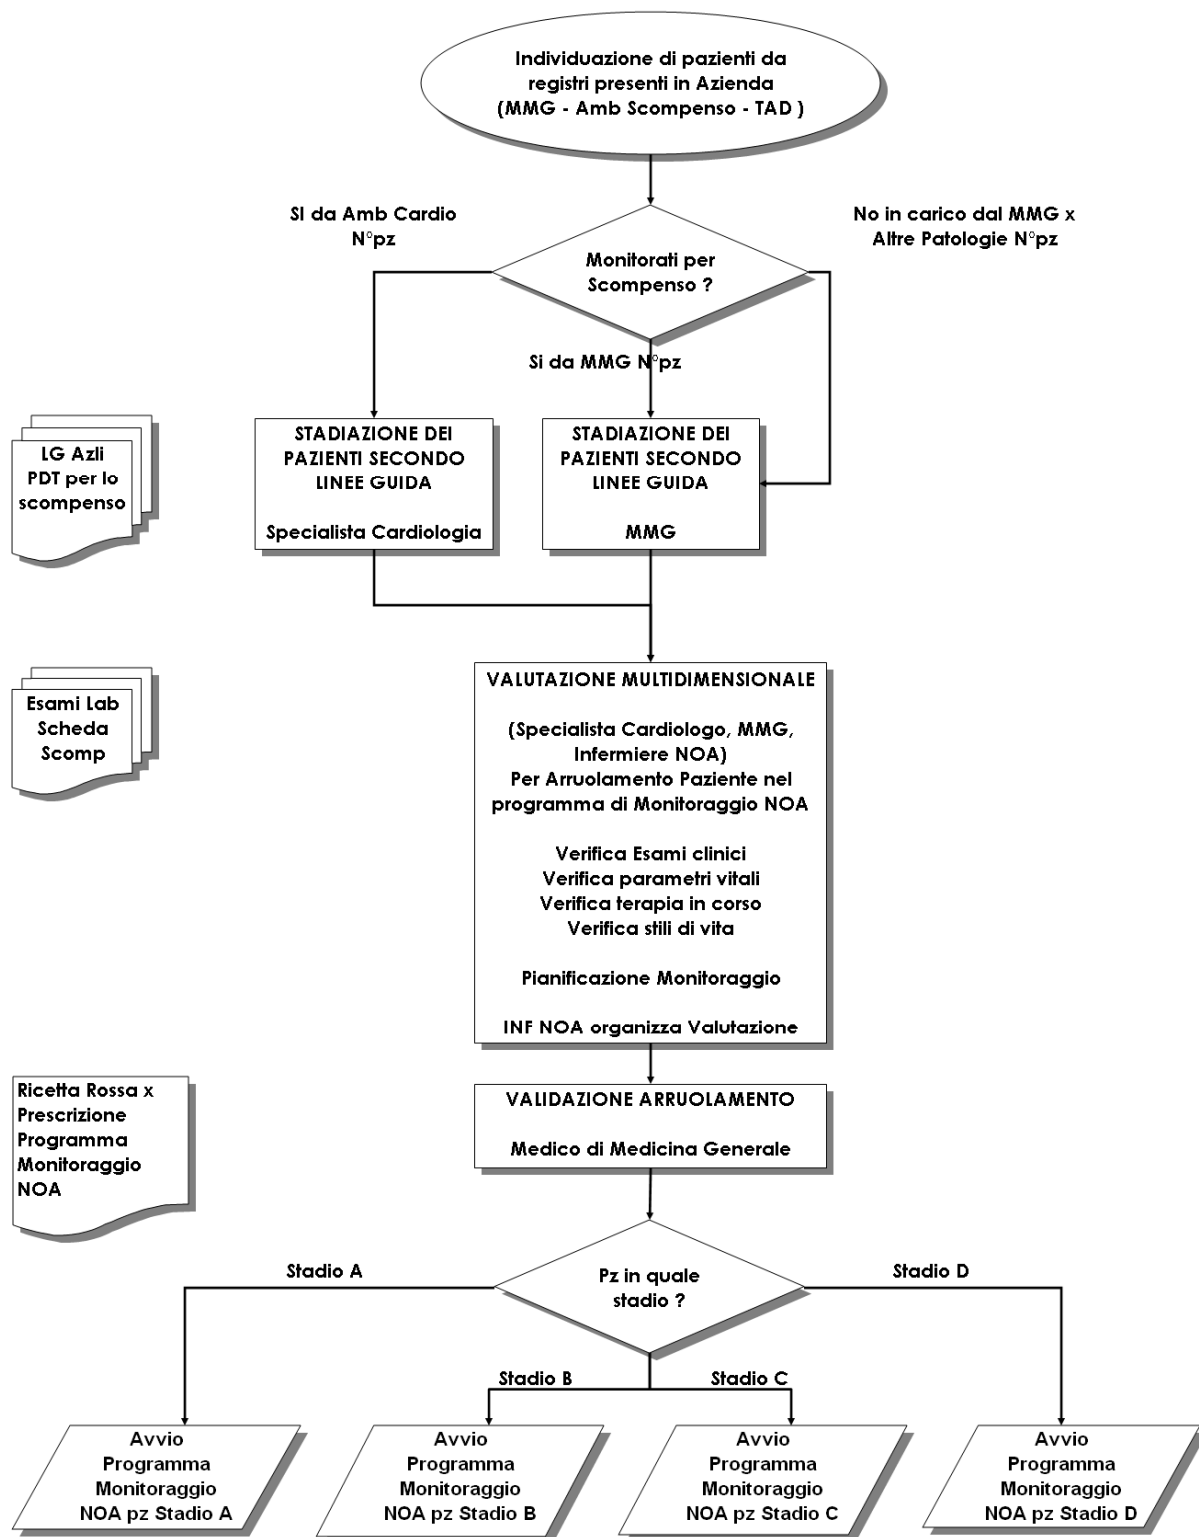 Individuazione di pazienti da
registri presenti in Azienda
(MMG - Amb Scompenso - TAD )
SI da Amb Cardio
N°pz
No in carico dal MMG x
Altre Patologie N°pz
Monitorati per
Scompenso ?
Si da MMG N°pz
LG Azli
PDT per lo
scompenso
STADIAZIONE DEI
PAZIENTI SECONDO
LINEE GUIDA
Specialista Cardiologia
STADIAZIONE DEI
PAZIENTI SECONDO
LINEE GUIDA
MMG
Esami Lab
Scheda
Scomp
VALUTAZIONE MULTIDIMENSIONALE
(Specialista Cardiologo, MMG,
Infermiere NOA)
Per Arruolamento Paziente nel
programma di Monitoraggio NOA
Verifica Esami clinici
Verifica parametri vitali
Verifica terapia in corso
Verifica stili di vita
Pianificazione Monitoraggio
INF NOA organizza Valutazione
Ricetta Rossa x
Prescrizione
Programma
Monitoraggio
NOA
VALIDAZIONE ARRUOLAMENTO
Medico di Medicina Generale
Stadio A
Pz in quale
stadio ?
Stadio D
Stadio B
Stadio C
Avvio
Programma
Monitoraggio
NOA pz Stadio A
Avvio
Programma
Monitoraggio
NOA pz Stadio B
Avvio
Programma
Monitoraggio
NOA pz Stadio C
Avvio
Programma
Monitoraggio
NOA pz Stadio D